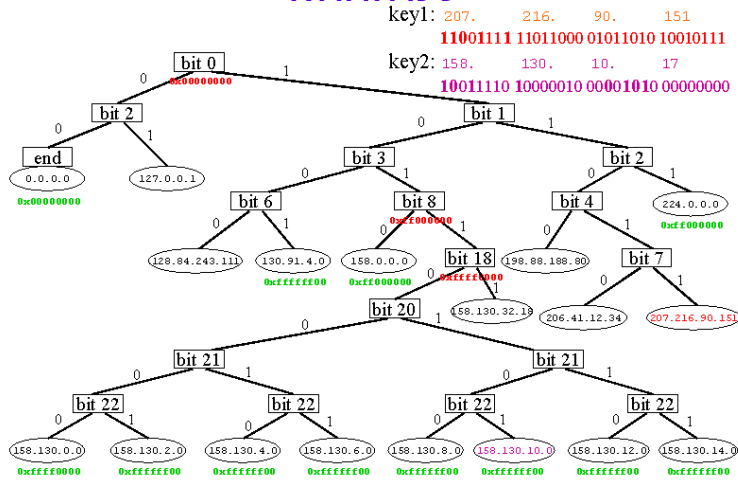 key1: 207. 216. 90. 151
11001111 11011000 01011010 10010111
key2: 158. 130. 10. 17
10011110 10000010 00000101 00000000
bit 0
0 1
0x00000000
bit 2 bit 1
0 1 0 1
end bit 3 bit 2
0.0.0.0 127.0.0.1
0x00000000
0 1 0 1
bit 6 bit 8 bit 4 224.0.0.0
0xff000000 0xff000000
0 1 0 1 0 1
128.84.243.111 130.91.4.0 158.0.0.0 bit 18 198.88.188.80 bit 7
0xffffff00 0xff000000 0xffff0000
0 1 0 1
bit 20 158.130.32.18 206.41.12.34 207.216.90.151
0 1
bit 21 bit 21
0 1 0 1
bit 22 bit 22 bit 22 bit 22
0 1 0 1 0 1 0 1
158.130.0.0 158.130.2.0 158.130.4.0 158.130.6.0 158.130.8.0 158.130.10.0 158.130.12.0 158.130.14.0
0xffff0000 0xffffff00 0xffffff00 0xffffff00 0xffffff00 0xffffff00 0xffffff00 0xffffff00